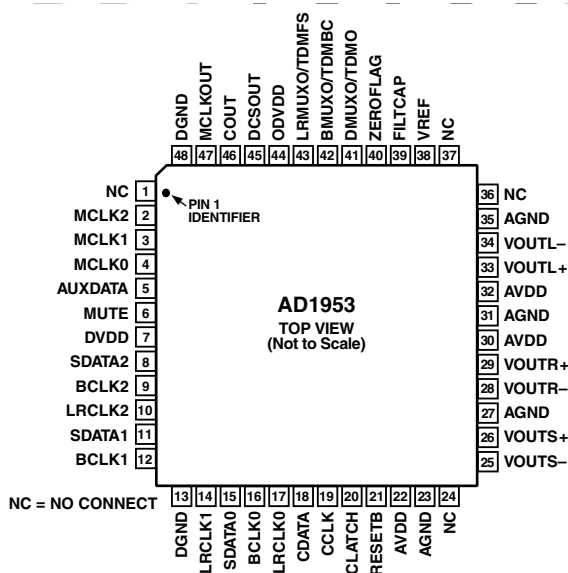 DGND
MCLKOUT
COUT
DCSOUT
ODVDD
LRMUXO/TDMFS
BMUXO/TDMBC
DMUXO/TDMO
ZEROFLAG
FILTCAP
VREF
NC
48 47 46 45 44 43 42 41 40 39 38 37
NC 1
MCLK2 2
MCLK1 3
MCLK0 4
AUXDATA 5
MUTE 6
DVDD 7
SDATA2 8
BCLK2 9
LRCLK2 10
SDATA1 11
BCLK1 12
PIN 1
IDENTIFIER
AD1953
TOP VIEW
(Not to Scale)
36 NC
35 AGND
34 VOUTL–
33 VOUTL+
32 AVDD
31 AGND
30 AVDD
29 VOUTR+
28 VOUTR–
27 AGND
26 VOUTS+
25 VOUTS–
NC = NO CONNECT
13 14 15 16 17 18 19 20 21 22 23 24
DGND
LRCLK1
SDATA0
BCLK0
LRCLK0
CDATA
CCLK
CLATCH
RESETB
AVDD
AGND
NC